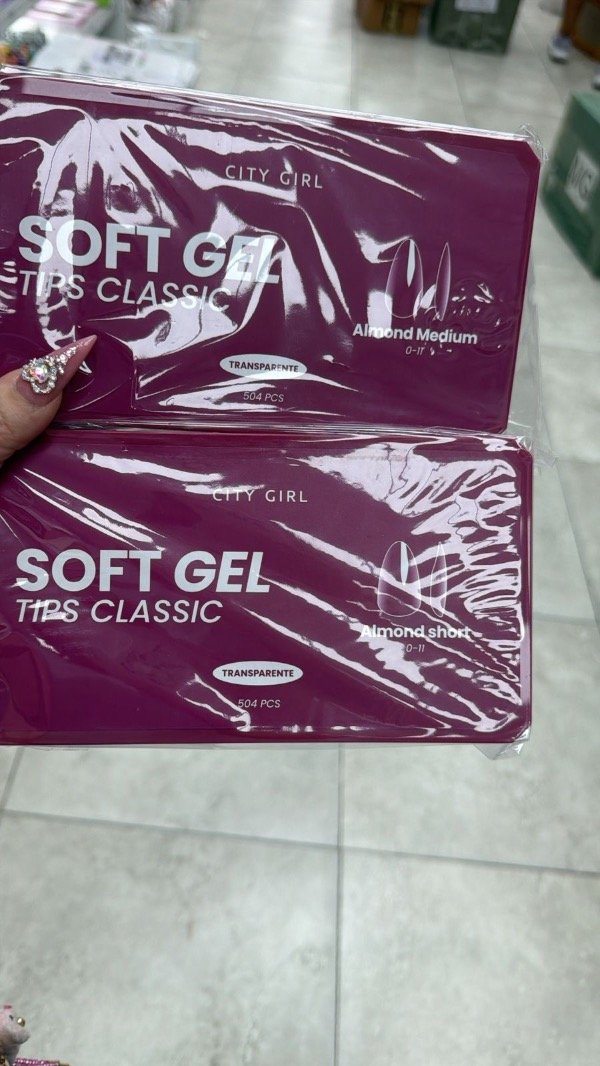 CITY GIRL
SOFT GEL
TIPS CLASSIC
Almond Medium
0-11
TRANSPARENTE
504 PCS
CITY GIRL
SOFT GEL
TIPS CLASSIC
Almond short
0-11
TRANSPARENTE
504 PCS